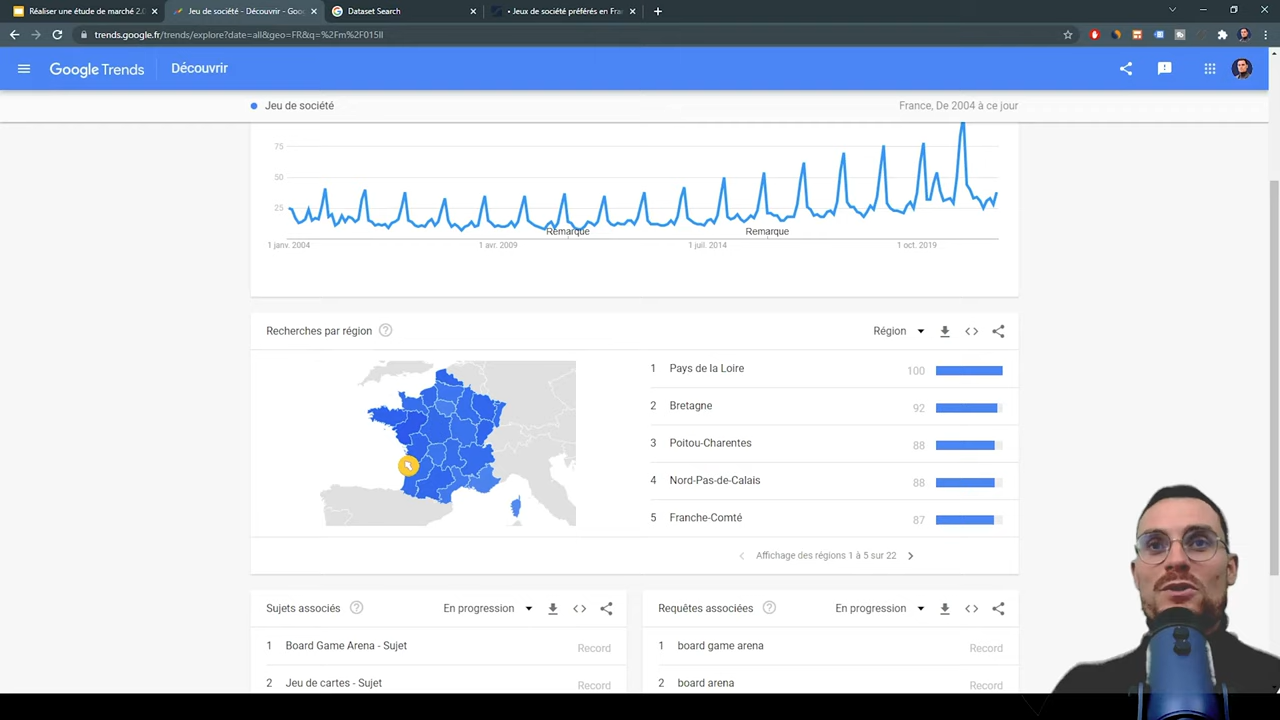 Réaliser une étude de marché 2.0
Jeu de société - Découvrir - Goog
Dataset Search
• Jeux de société préférés en Fran
trends.google.fr/trends/explore?date=all&geo=FR&q=%2Fm%2F015ll
Google Trends Découvrir
Jeu de société France, De 2004 à ce jour
75
50
25
Remarque Remarque
1 janv. 2004 1 avr. 2009 1 juil. 2014 1 oct. 2019
Recherches par région Région
1 Pays de la Loire 100
2 Bretagne 92
3 Poitou-Charentes 88
4 Nord-Pas-de-Calais 88
5 Franche-Comté 87
Affichage des régions 1 à 5 sur 22
Sujets associés En progression
1 Board Game Arena - Sujet Record
2 Jeu de cartes - Sujet Record
Requêtes associées En progression
1 board game arena Record
2 board arena Record